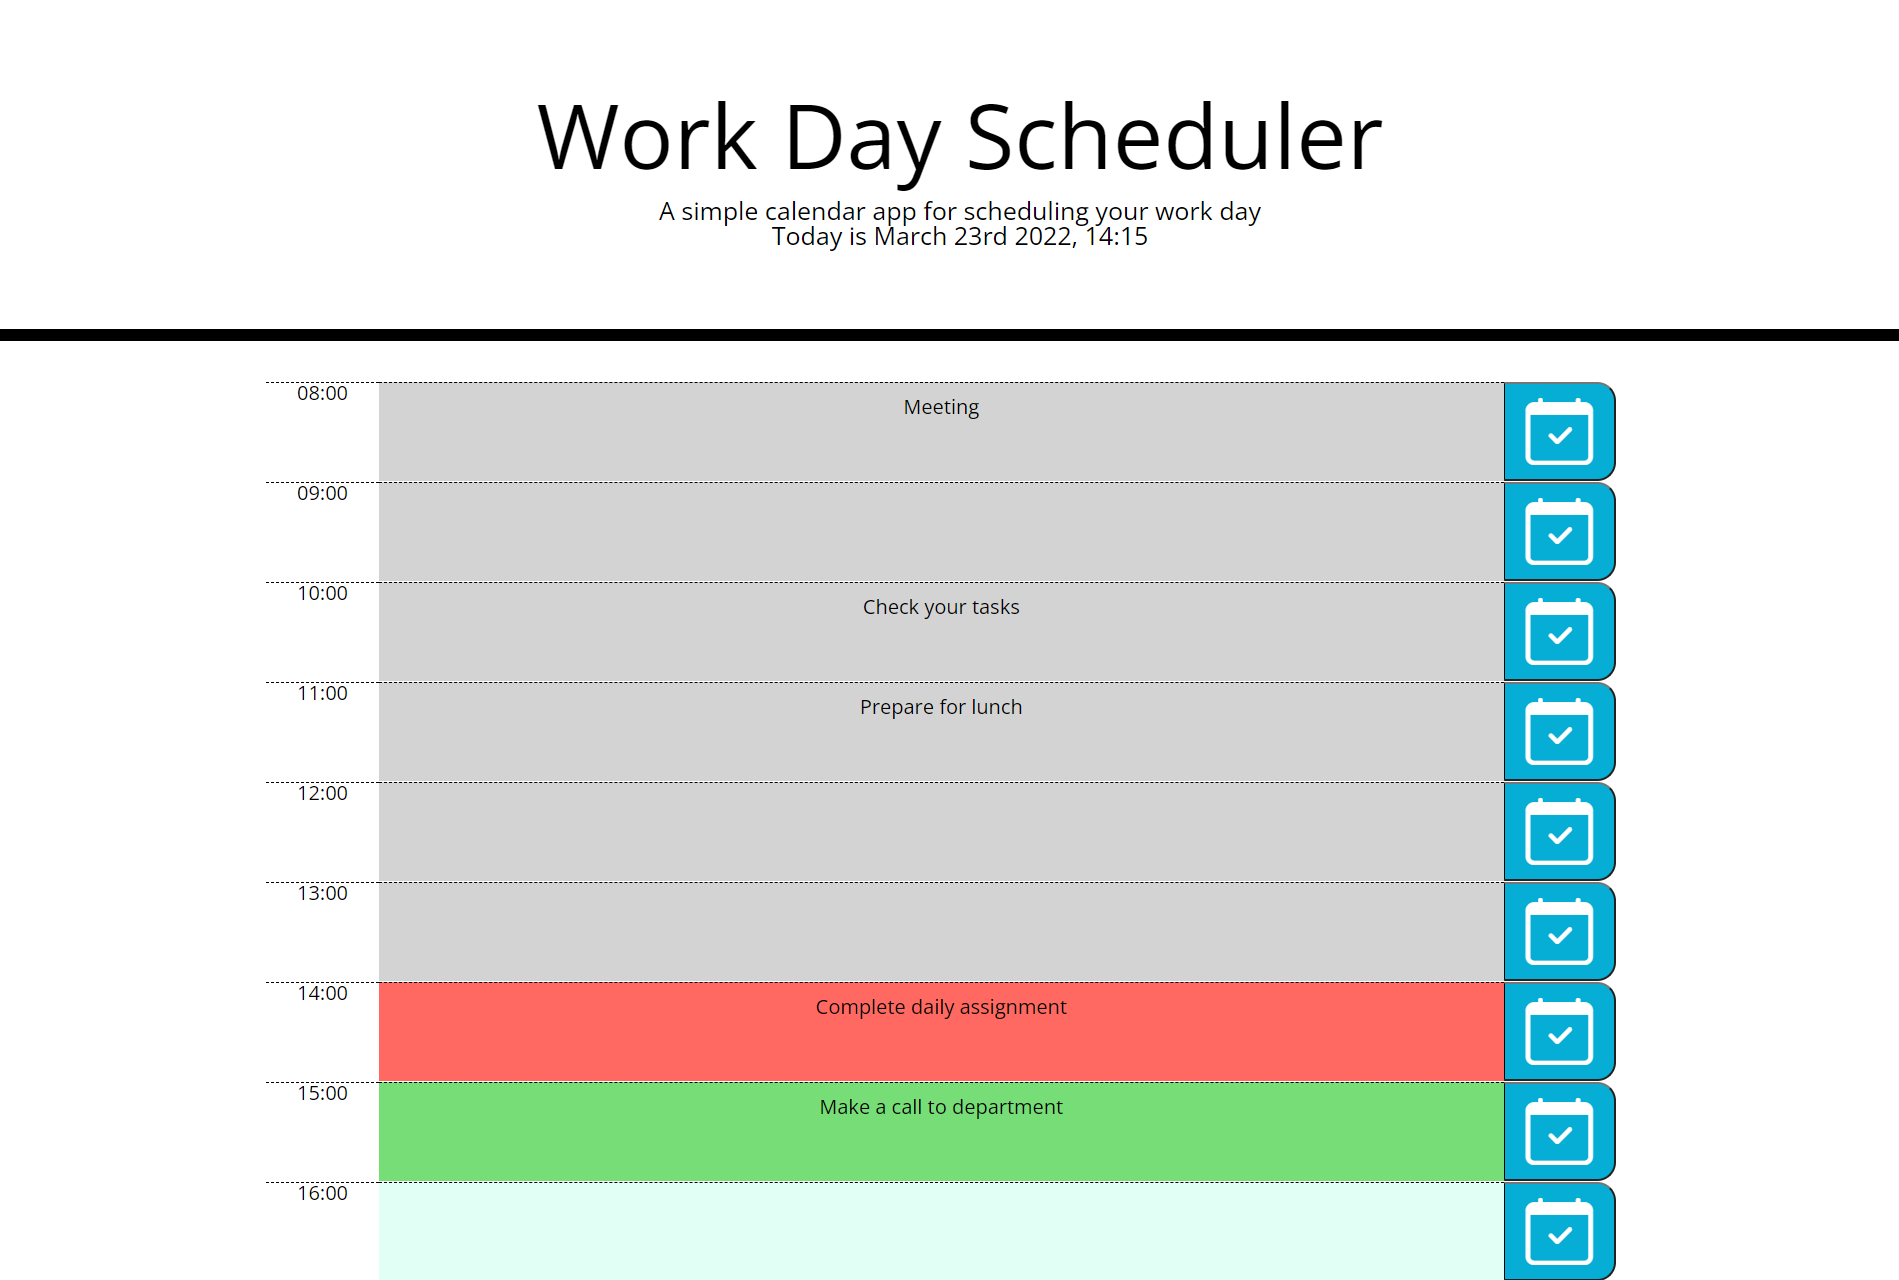 Work Day Scheduler
A simple calendar app for scheduling your work day
Today is March 23rd 2022, 14:15
08:00
Meeting
09:00
10:00
Check your tasks
11:00
Prepare for lunch
12:00
13:00
14:00
Complete daily assignment
15:00
Make a call to department
16:00